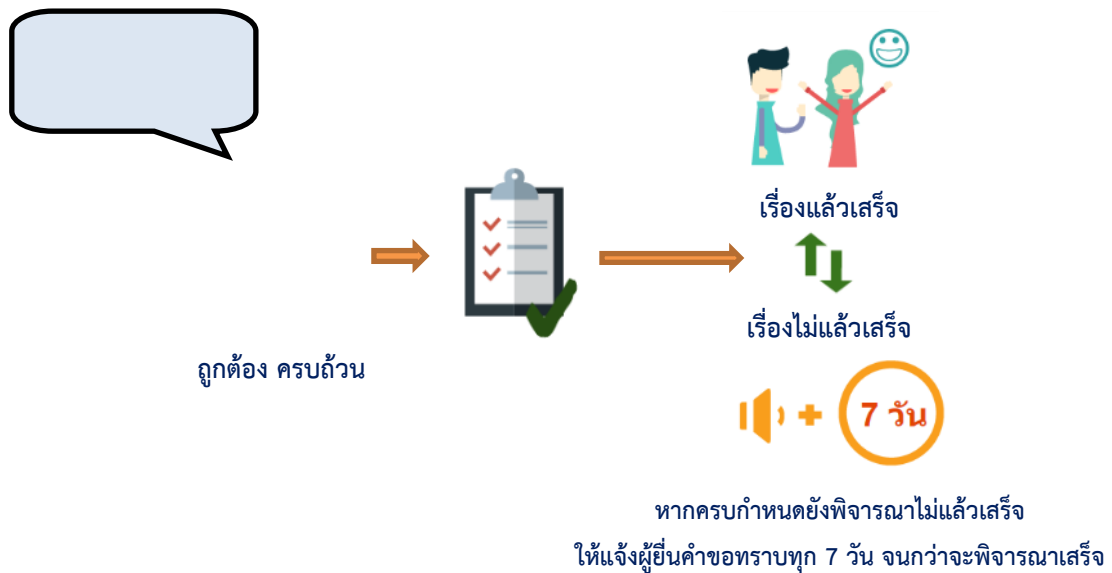 เรื่องแล้วเสร็จ
เรื่องไม่แล้วเสร็จ
ถูกต้อง ครบถ้วน
7 วัน
หากครบกำหนดยังพิจารณาไม่แล้วเสร็จ
ให้แจ้งผู้ยื่นคำขอทราบทุก 7 วัน จนกว่าจะพิจารณาเสร็จ